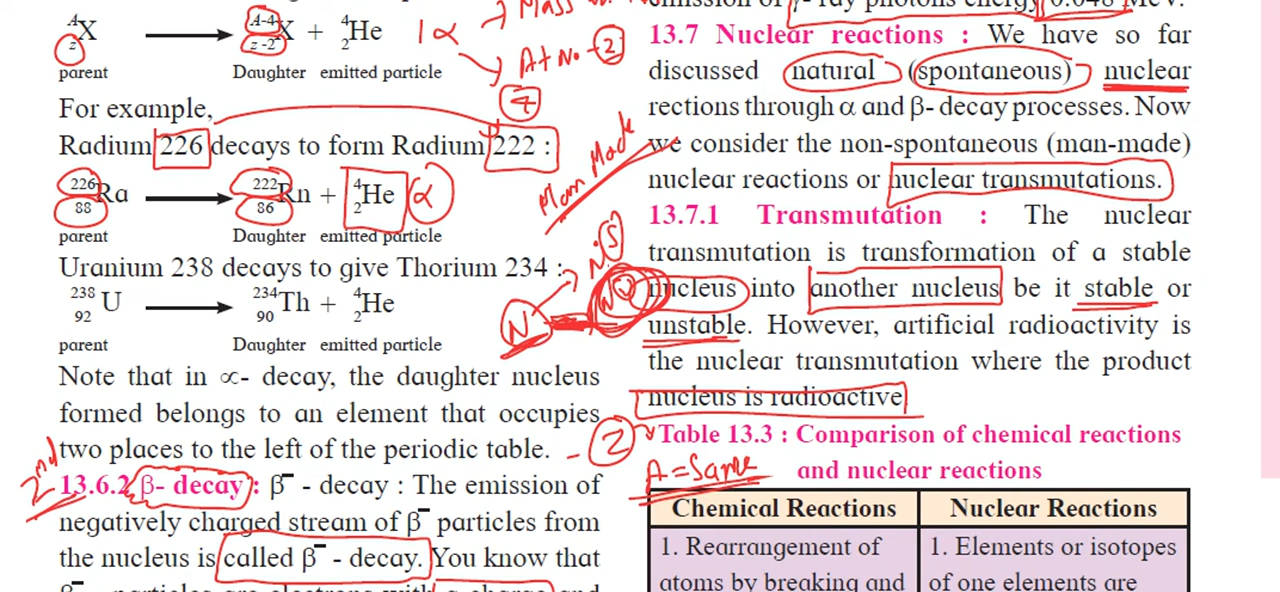 A
Z
X ⟶ A-4
z-2
X + 4
2
He 1α → Mass
parent Daughter emitted particle
At No - 2
4
For example,
Radium 226 decays to form Radium 222 :
226
88
Ra ⟶ 222
86
Rn + 4
2
He α
parent Daughter emitted particle
Uranium 238 decays to give Thorium 234 :
238
92
U ⟶ 234
90
Th + 4
2
He
parent Daughter emitted particle
Note that in ∝- decay, the daughter nucleus
formed belongs to an element that occupies
two places to the left of the periodic table. - 2
2nd
13.6.2 β- decay : β⁻ - decay : The emission of
negatively charged stream of β⁻ particles from
the nucleus is called β⁻ - decay. You know that
emission of γ- ray photons energy 0.048 MeV.
13.7 Nuclear reactions : We have so far
discussed natural (spontaneous) nuclear
rections through α and β- decay processes. Now
we consider the non-spontaneous (man-made)
nuclear reactions or nuclear transmutations.
Man Made
13.7.1 Transmutation : The nuclear
transmutation is transformation of a stable
nucleus into another nucleus be it stable or
unstable. However, artificial radioactivity is
the nuclear transmutation where the product
nucleus is radioactive
N
N(S)
N(U)
Table 13.3 : Comparison of chemical reactions
and nuclear reactions
A = Same
Chemical Reactions Nuclear Reactions
1. Rearrangement of 1. Elements or isotopes
atoms by breaking and of one elements are